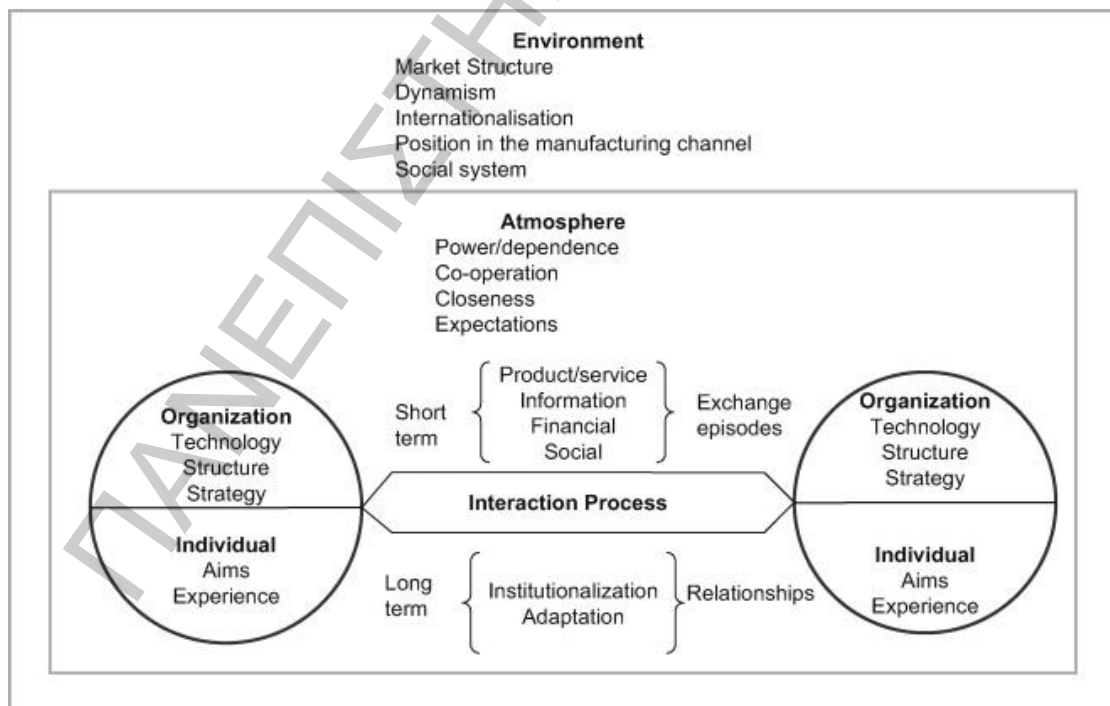 Environment
Market Structure
Dynamism
Internationalisation
Position in the manufacturing channel
Social system
Atmosphere
Power/dependence
Co-operation
Closeness
Expectations
Organization
Technology
Structure
Strategy
Individual
Aims
Experience
Short
term
Product/service
Information
Financial
Social
Exchange
episodes
Interaction Process
Long
term
Institutionalization
Adaptation
Relationships
Organization
Technology
Structure
Strategy
Individual
Aims
Experience
ΠΑΝΕΠΙΣΤΗ